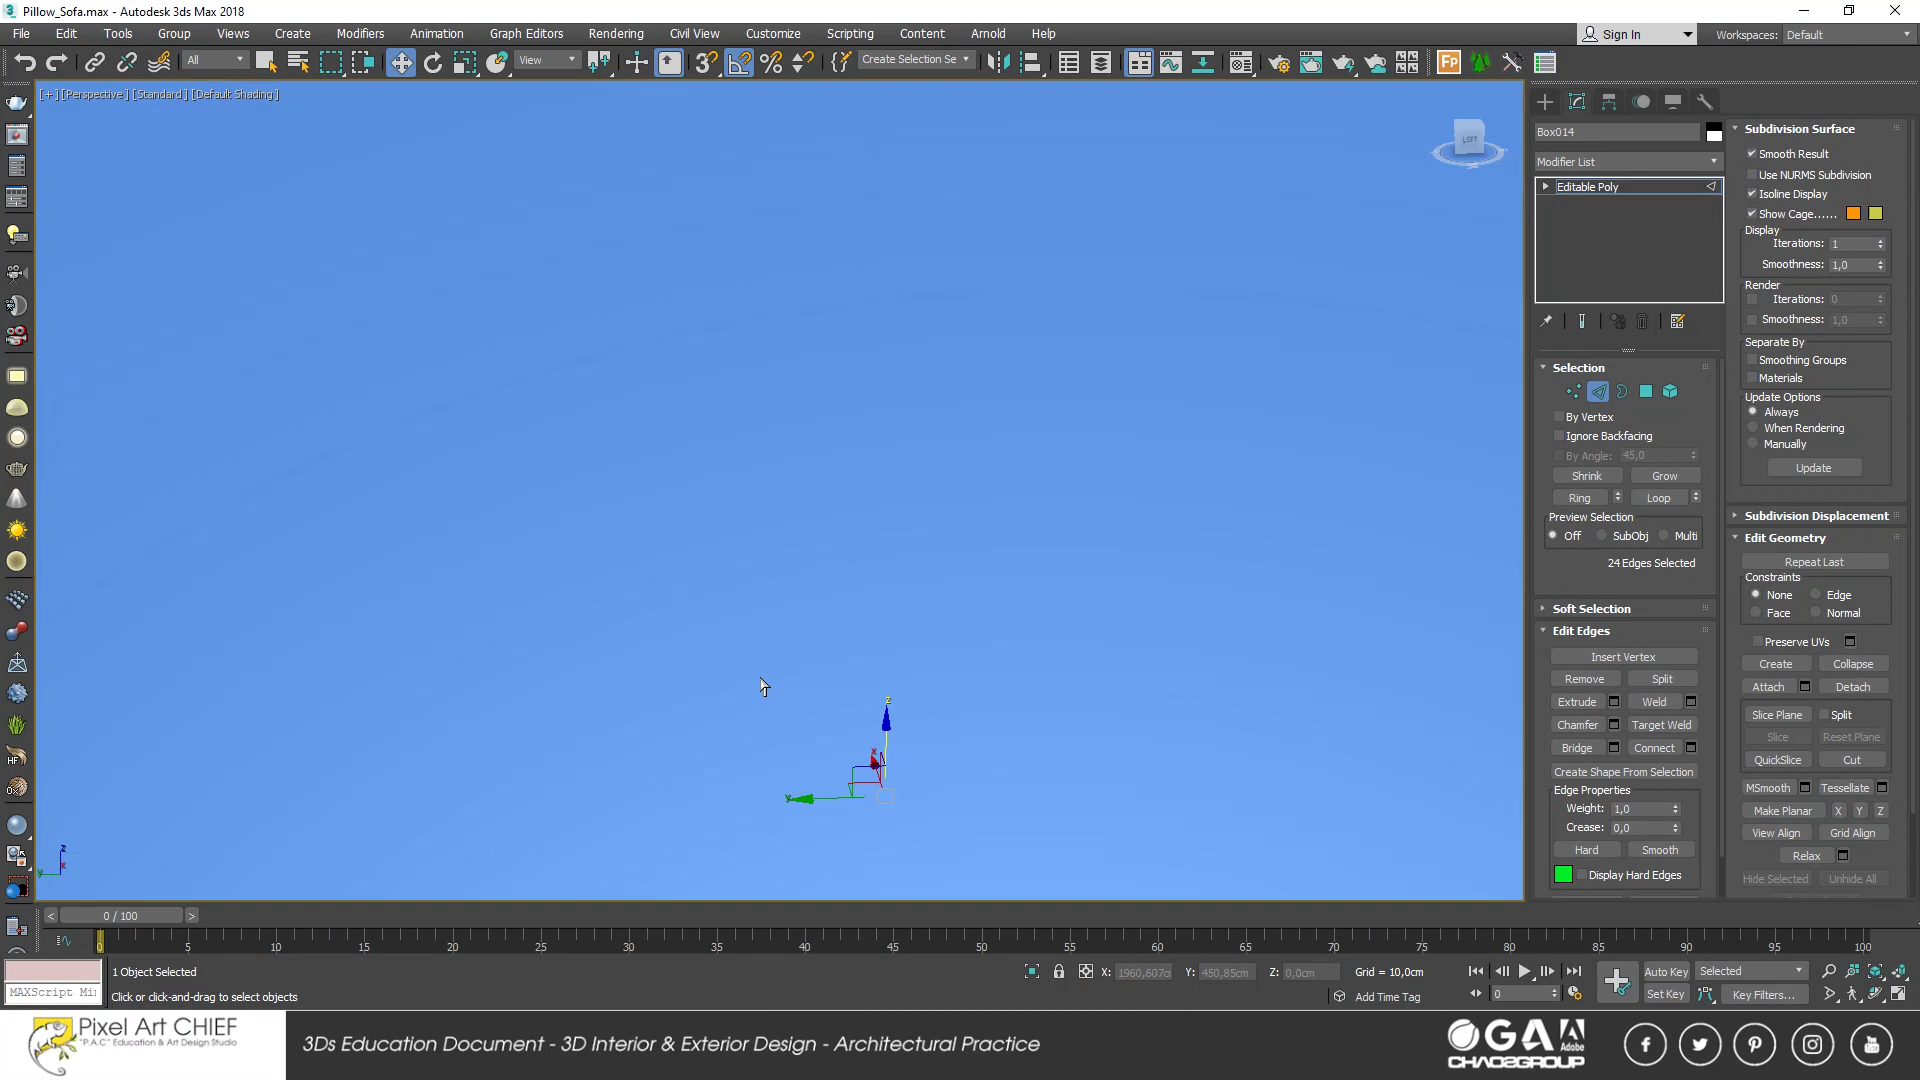 Pillow_Sofa.max - Autodesk 3ds Max 2018
File Edit Tools Group Views Create Modifiers Animation Graph Editors Rendering Civil View Customize Scripting Content Arnold Help
Sign In
Workspaces: Default
All
View
Create Selection Se
Fp
[+][Perspective][Standard][Default Shading]
LEFT
Box014
Modifier List
Editable Poly
Selection
By Vertex
Ignore Backfacing
By Angle: 45,0
Shrink Grow
Ring Loop
Preview Selection
Off SubObj Multi
24 Edges Selected
Soft Selection
Edit Edges
Insert Vertex
Remove Split
Extrude Weld
Chamfer Target Weld
Bridge Connect
Create Shape From Selection
Edge Properties
Weight: 1,0
Crease: 0,0
Hard Smooth
Display Hard Edges
Subdivision Surface
Smooth Result
Use NURMS Subdivision
Isoline Display
Show Cage......
Display
Iterations: 1
Smoothness: 1,0
Render
Iterations: 0
Smoothness: 1,0
Separate By
Smoothing Groups
Materials
Update Options
Always
When Rendering
Manually
Update
Subdivision Displacement
Edit Geometry
Repeat Last
Constraints
None Edge
Face Normal
Preserve UVs
Create Collapse
Attach Detach
Slice Plane Split
Slice Reset Plane
QuickSlice Cut
MSmooth Tessellate
Make Planar X Y Z
View Align Grid Align
Relax
Hide Selected Unhide All
z
x
y
z
x
y
HF
< 0 / 100 >
0 5 10 15 20 25 30 35 40 45 50 55 60 65 70 75 80 85 90 95 100
1 Object Selected
X: 1960,607c Y: 450,85cm Z: 0,0cm Grid = 10,0cm
Auto Key Selected
MAXScript Mi
Click or click-and-drag to select objects
Add Time Tag
0
Set Key Key Filters...
Pixel Art CHIEF
"P.A.C" Education & Art Design Studio
3Ds Education Document - 3D Interior & Exterior Design - Architectural Practice
GA
Adobe
CHAOSGROUP